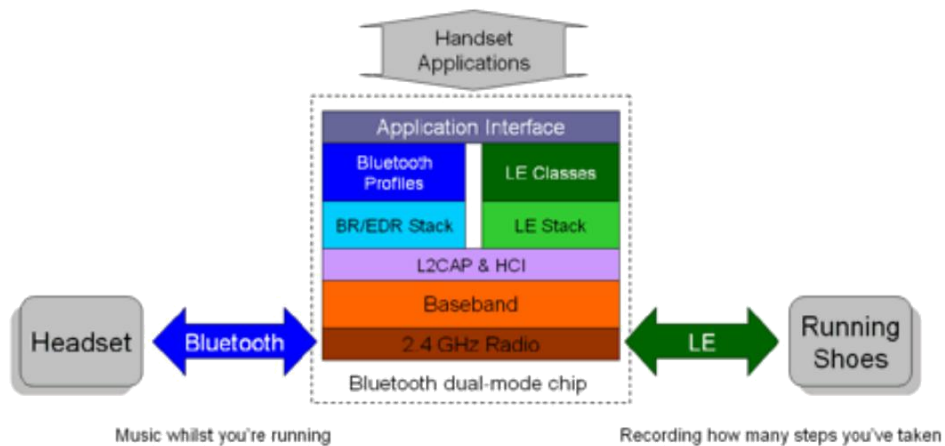 Handset
Applications
Application Interface
Bluetooth
Profiles
LE Classes
BR/EDR Stack
LE Stack
L2CAP & HCI
Baseband
2.4 GHz Radio
Headset
Bluetooth
LE
Running
Shoes
Bluetooth dual-mode chip
Music whilst you're running
Recording how many steps you've taken